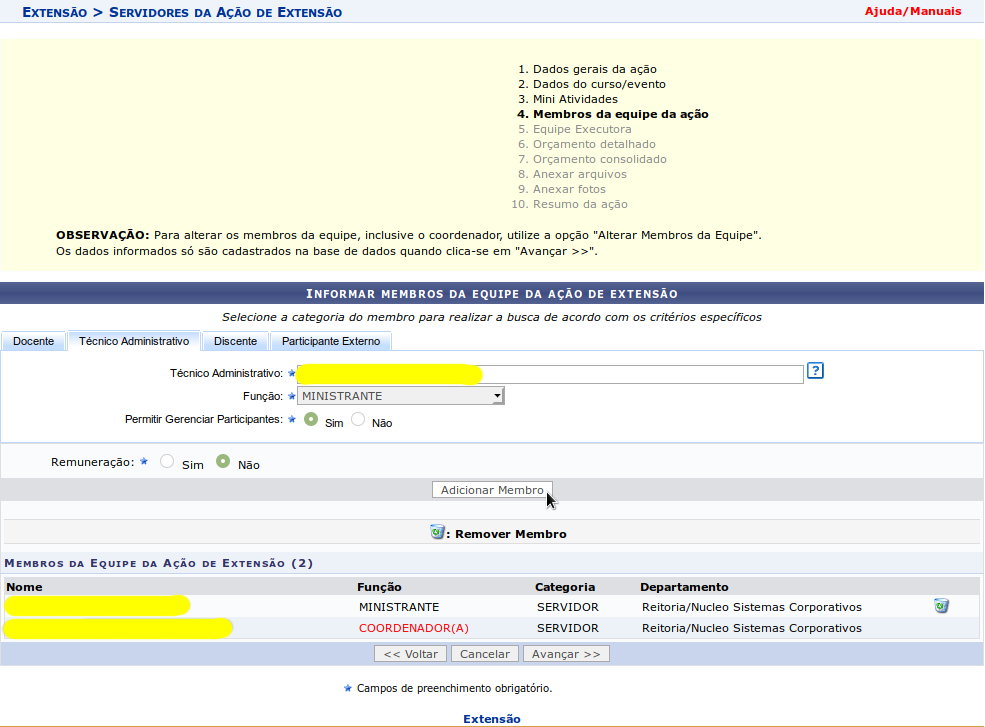 Extensão > Servidores da Ação de Extensão Ajuda/Manuais
1. Dados gerais da ação
2. Dados do curso/evento
3. Mini Atividades
4. Membros da equipe da ação
5. Equipe Executora
6. Orçamento detalhado
7. Orçamento consolidado
8. Anexar arquivos
9. Anexar fotos
10. Resumo da ação
OBSERVAÇÃO: Para alterar os membros da equipe, inclusive o coordenador, utilize a opção "Alterar Membros da Equipe".
Os dados informados só são cadastrados na base de dados quando clica-se em "Avançar >>".
Informar membros da equipe da ação de extensão
Selecione a categoria do membro para realizar a busca de acordo com os critérios específicos
Docente Técnico Administrativo Discente Participante Externo
Técnico Administrativo: ?
Função: MINISTRANTE
Permitir Gerenciar Participantes: Sim Não
Remuneração: Sim Não
Adicionar Membro
: Remover Membro
Membros da Equipe da Ação de Extensão (2)
Nome Função Categoria Departamento
MINISTRANTE SERVIDOR Reitoria/Nucleo Sistemas Corporativos
COORDENADOR(A) SERVIDOR Reitoria/Nucleo Sistemas Corporativos
<< Voltar Cancelar Avançar >>
Campos de preenchimento obrigatório.
Extensão